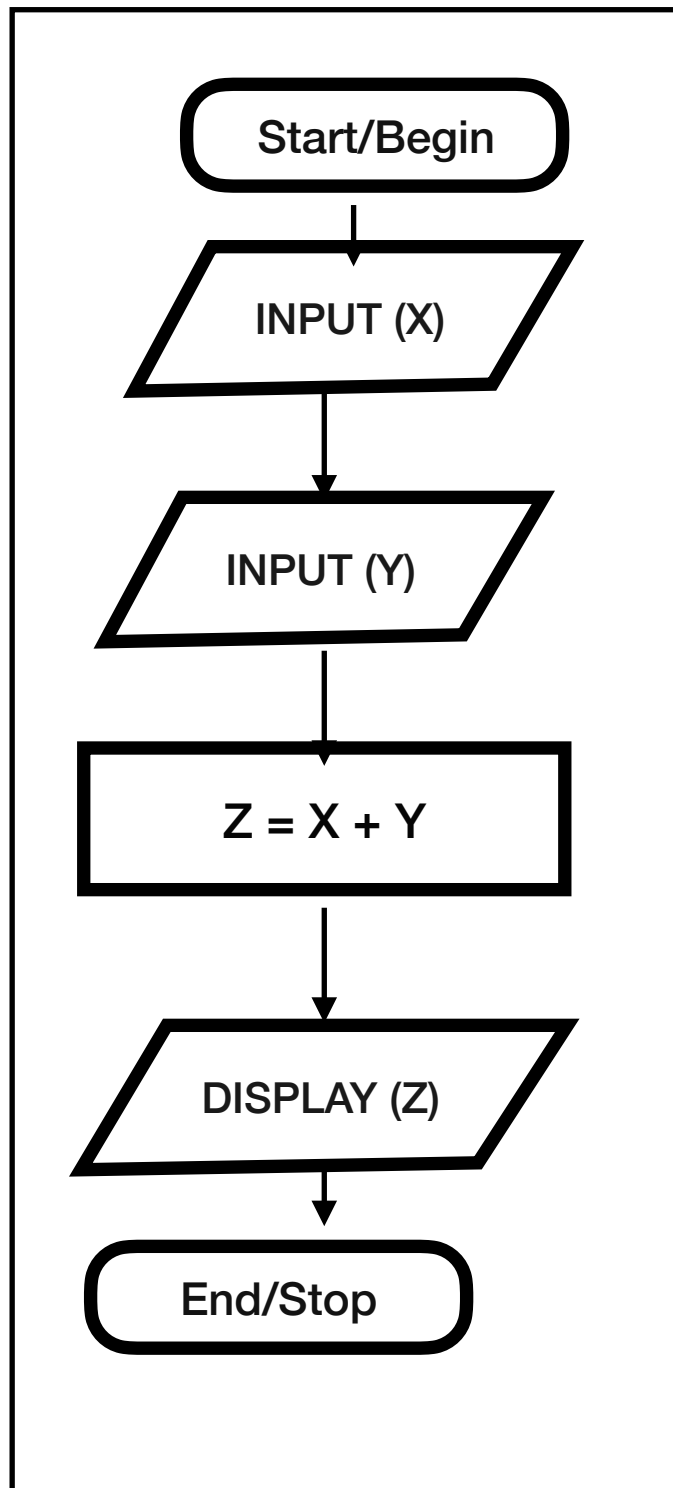 Start/Begin
INPUT (X)
INPUT (Y)
Z = X + Y
DISPLAY (Z)
End/Stop